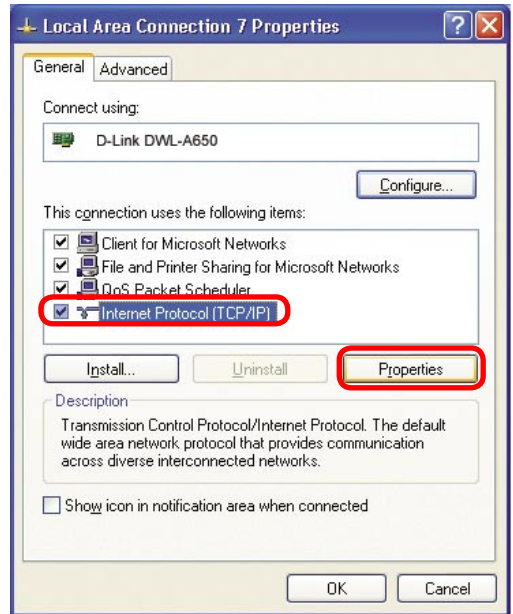 Local Area Connection 7 Properties
General Advanced
Connect using:
D-Link DWL-A650
Configure...
This connection uses the following items:
Client for Microsoft Networks
File and Printer Sharing for Microsoft Networks
QoS Packet Scheduler
Internet Protocol (TCP/IP)
Install... Uninstall Properties
Description
Transmission Control Protocol/Internet Protocol. The default
wide area network protocol that provides communication
across diverse interconnected networks.
Show icon in notification area when connected
OK Cancel